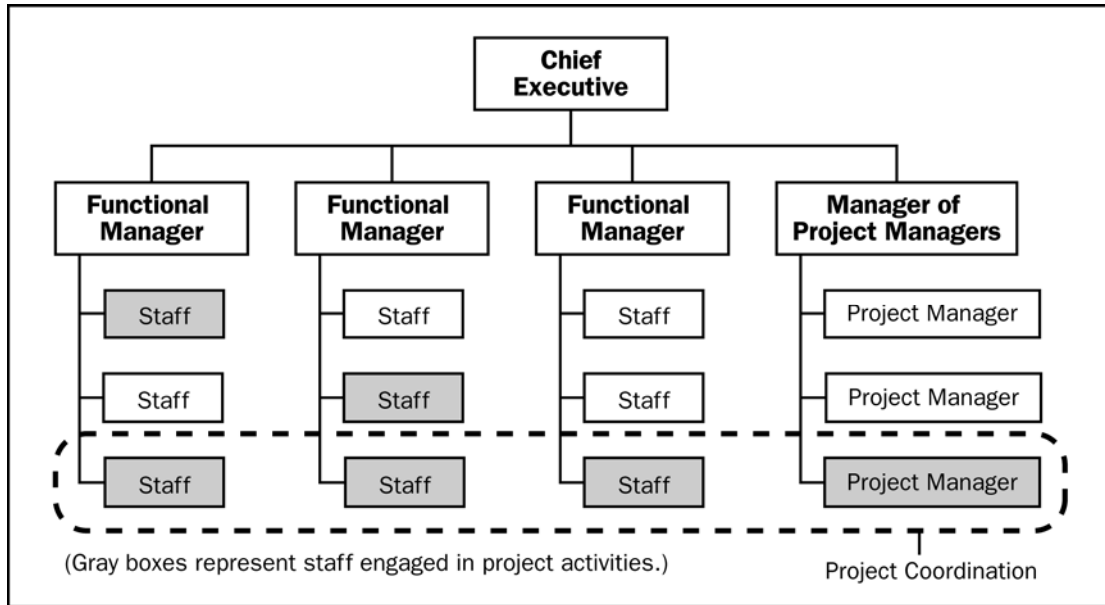 Chief
Executive
Functional
Manager
Functional
Manager
Functional
Manager
Manager of
Project Managers
Staff
Staff
Staff
Project Manager
Staff
Staff
Staff
Project Manager
Staff
Staff
Staff
Project Manager
(Gray boxes represent staff engaged in project activities.)
Project Coordination